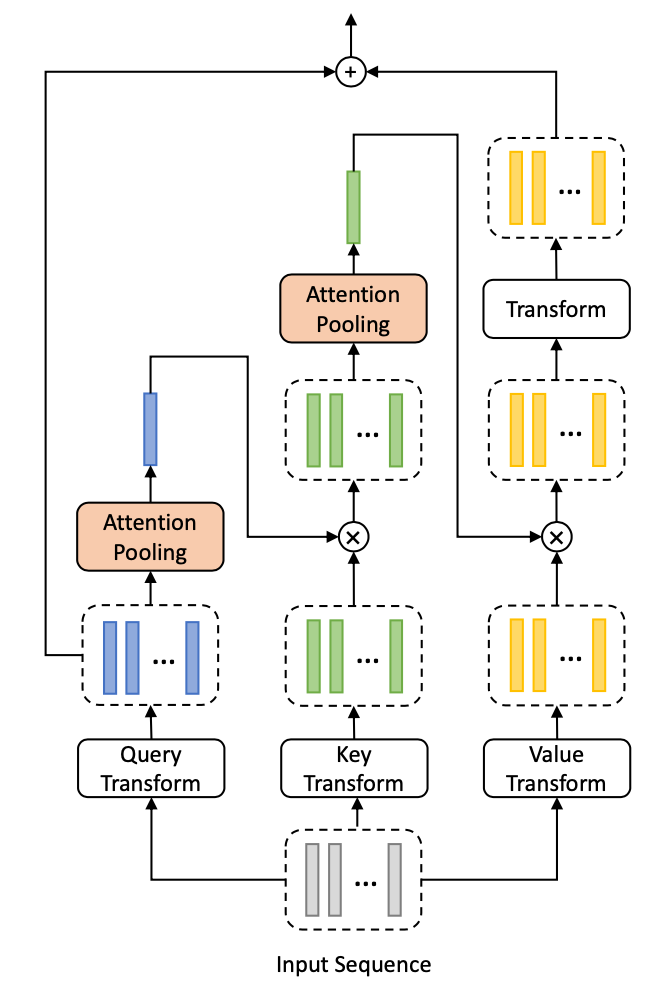 +
...
Attention
Pooling
Transform
...
...
Attention
Pooling
×
×
...
...
...
Query
Transform
Key
Transform
Value
Transform
...
Input Sequence